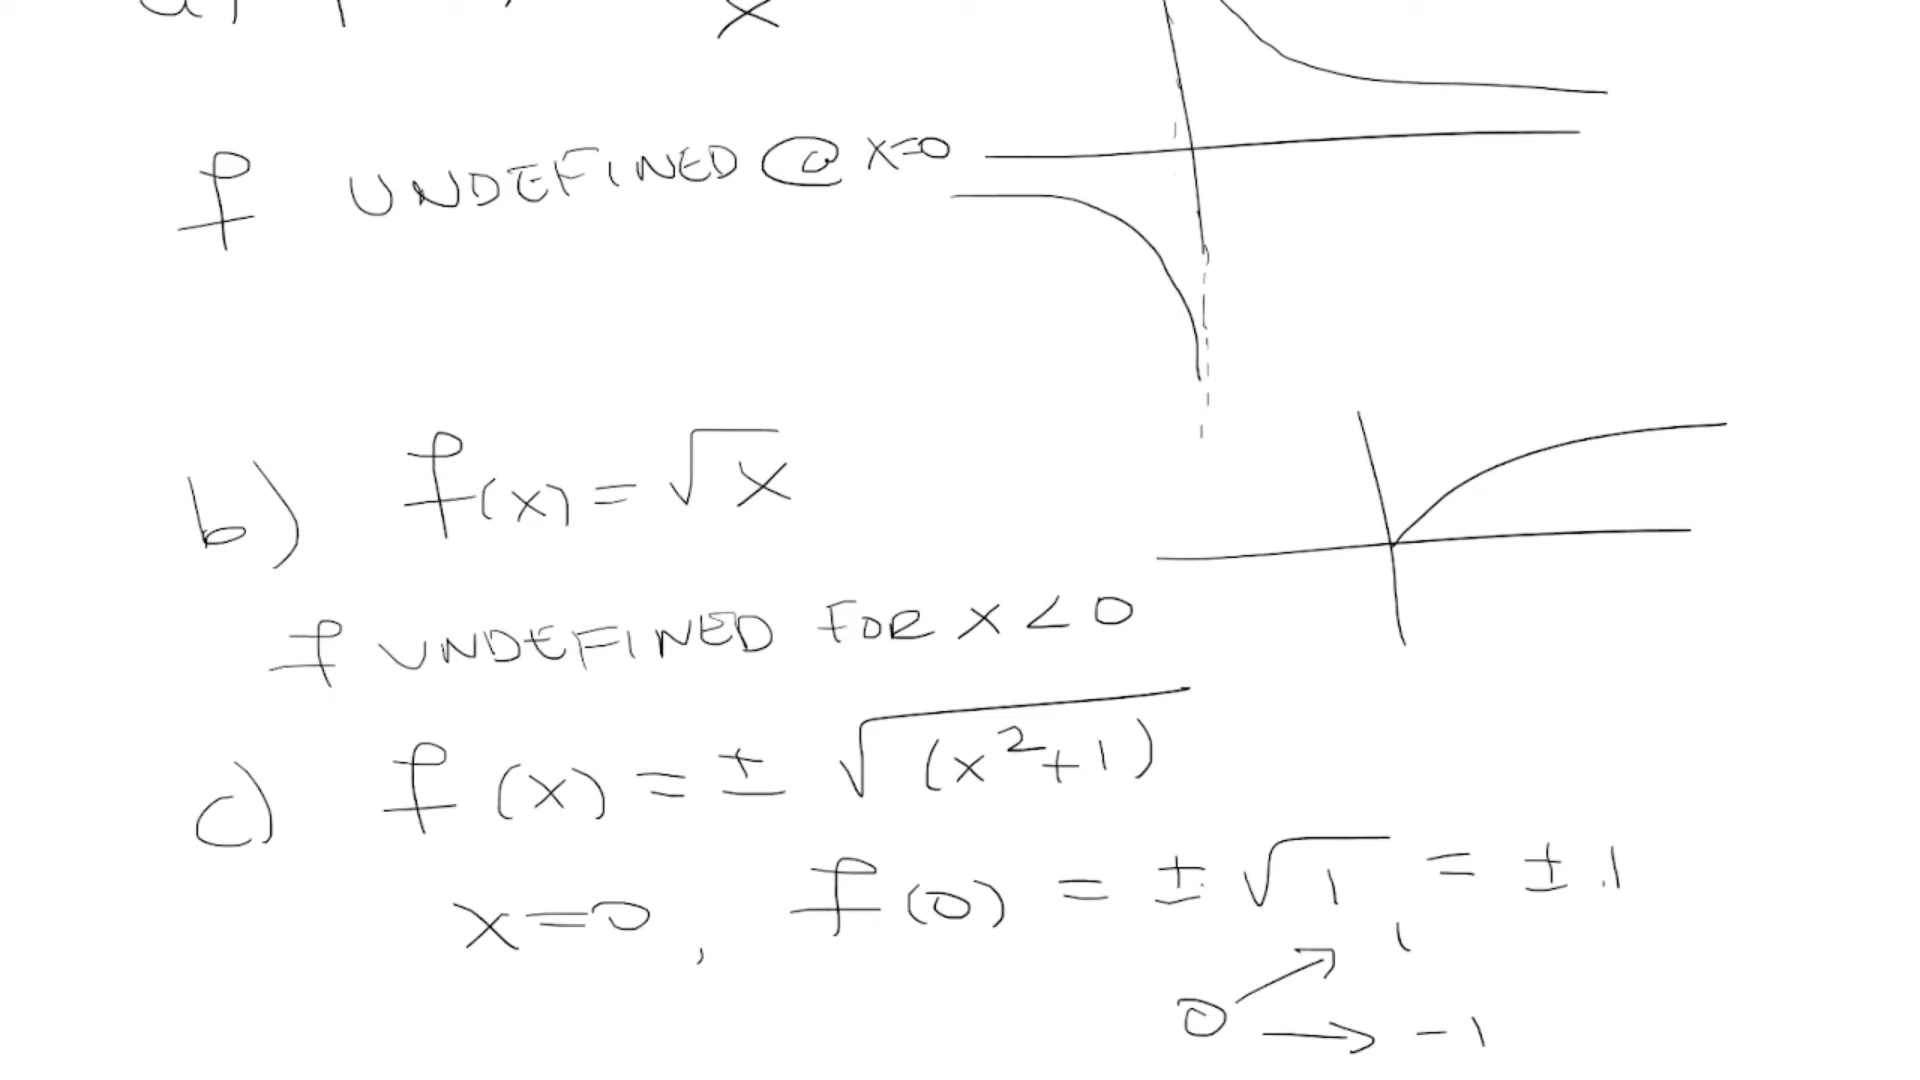 x
f UNDEFINED @ x=0
b) f(x) = √x
f UNDEFINED FOR x < 0
c) f(x) = ± √(x²+1)
x=0, f(0) = ± √1 = ± 1
0 → 1
→ -1